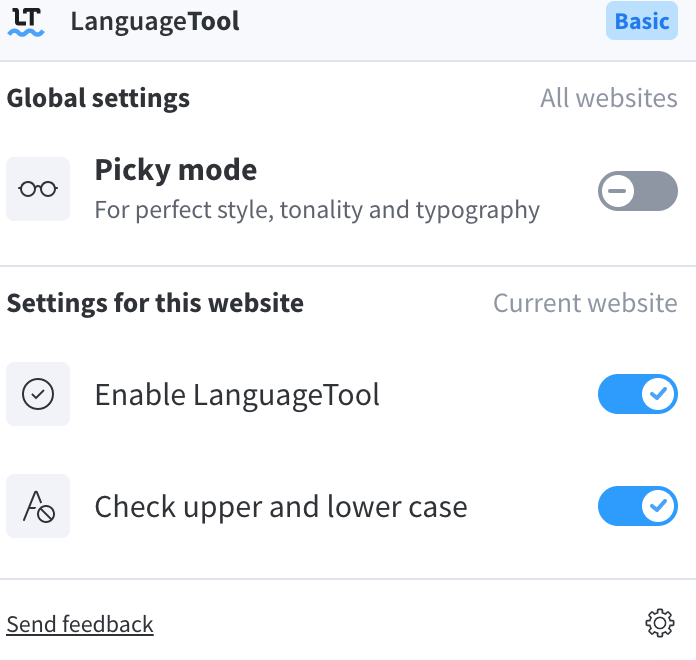 LT LanguageTool Basic
Global settings All websites
Picky mode
For perfect style, tonality and typography
Settings for this website Current website
Enable LanguageTool
Check upper and lower case
Send feedback